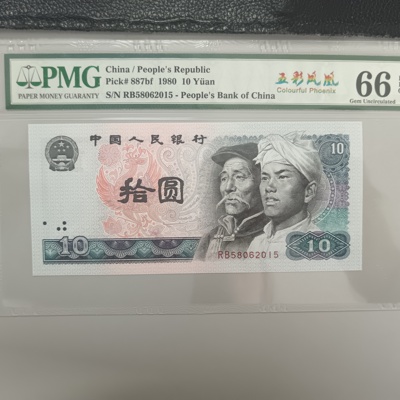 PMG
PAPER MONEY GUARANTY
China / People's Republic
Pick# 887bf 1980 10 Yüan
S/N RB58062015 - People's Bank of China
五彩凤凰
Colourful Phoenix
66
Gem Uncirculated
中国人民银行
10
拾圆
10
10
RB58062015